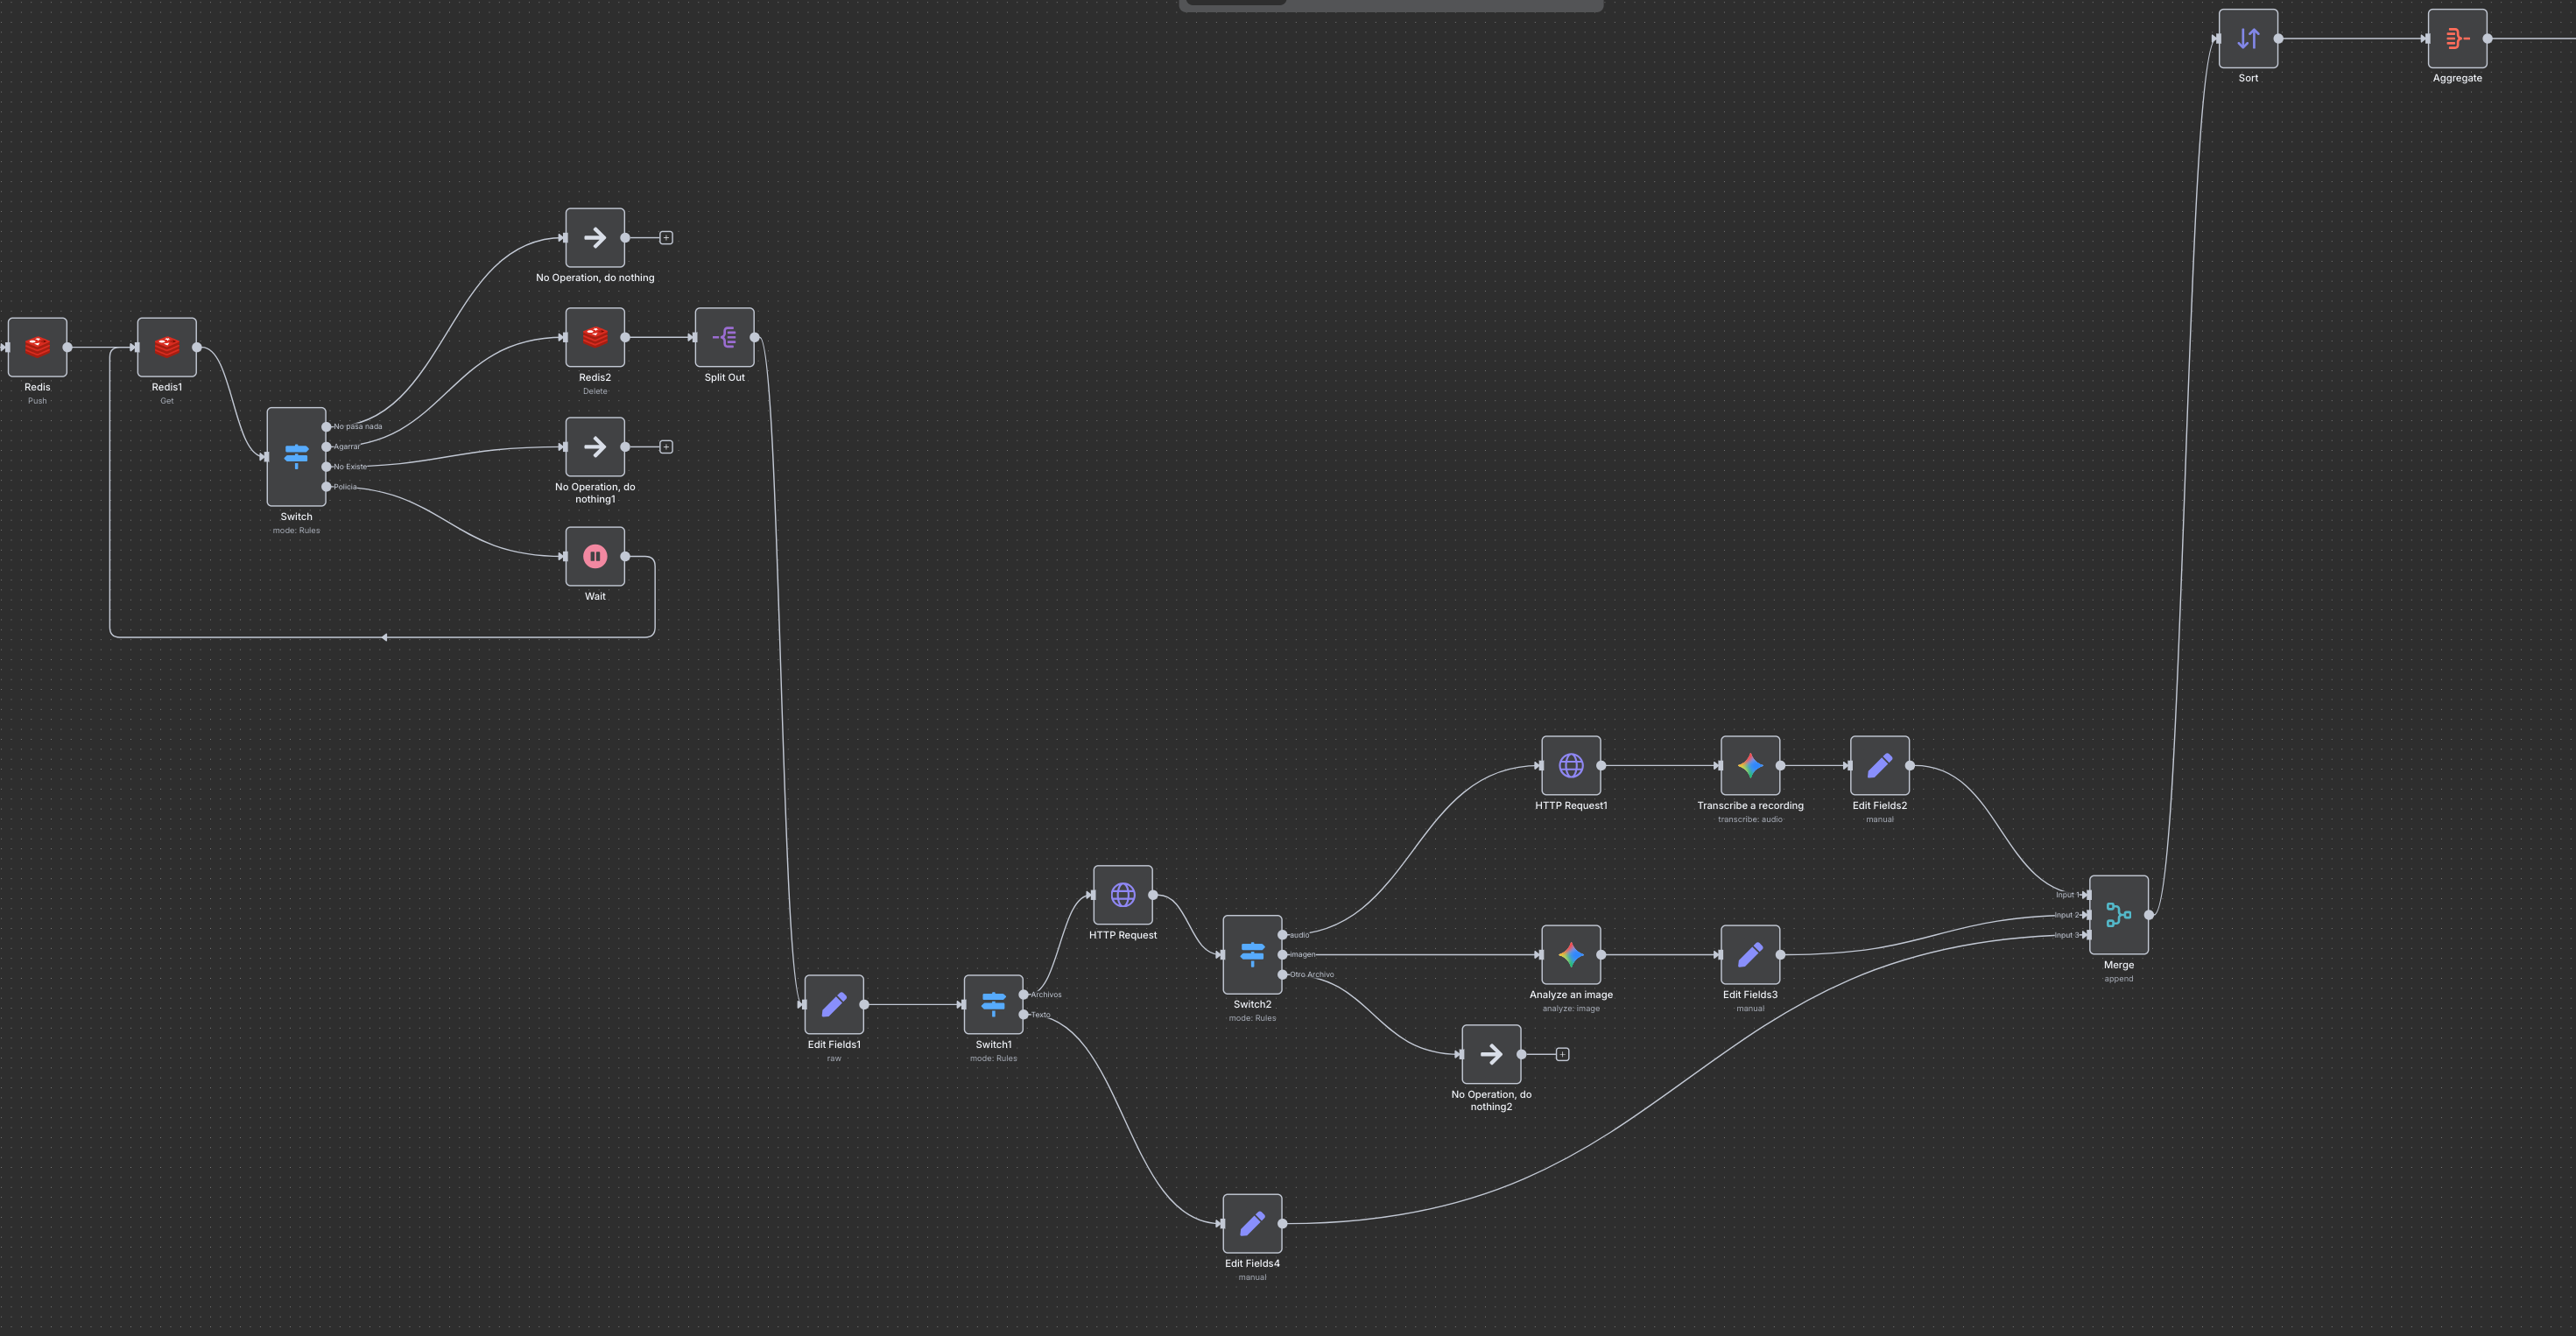 Sort
Aggregate
No Operation, do nothing
Redis
Push
Redis1
Get
Redis2
Delete
Split Out
No pasa nada
Agarrar
No Existe
Policia
Switch
mode: Rules
No Operation, do
nothing1
Wait
HTTP Request1
Transcribe a recording
transcribe: audio
Edit Fields2
manual
HTTP Request
audio
imagen
Otro Archivo
Switch2
mode: Rules
Analyze an image
analyze: image
Edit Fields3
manual
Input 1
Input 2
Input 3
Merge
append
Edit Fields1
raw
Archivos
Texto
Switch1
mode: Rules
No Operation, do
nothing2
Edit Fields4
manual